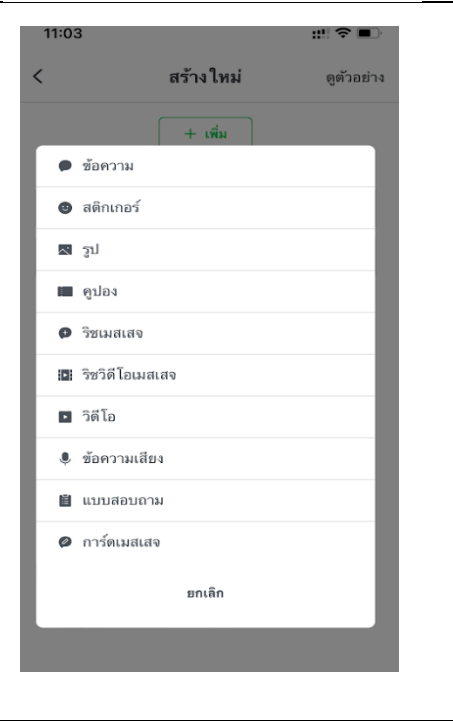 11:03
สร้างใหม่
ดูตัวอย่าง
+ เพิ่ม
ข้อความ
สติกเกอร์
รูป
คูปอง
ริชเมสเสจ
ริชวิดีโอเมสเสจ
วิดีโอ
ข้อความเสียง
แบบสอบถาม
การ์ดเมสเสจ
ยกเลิก